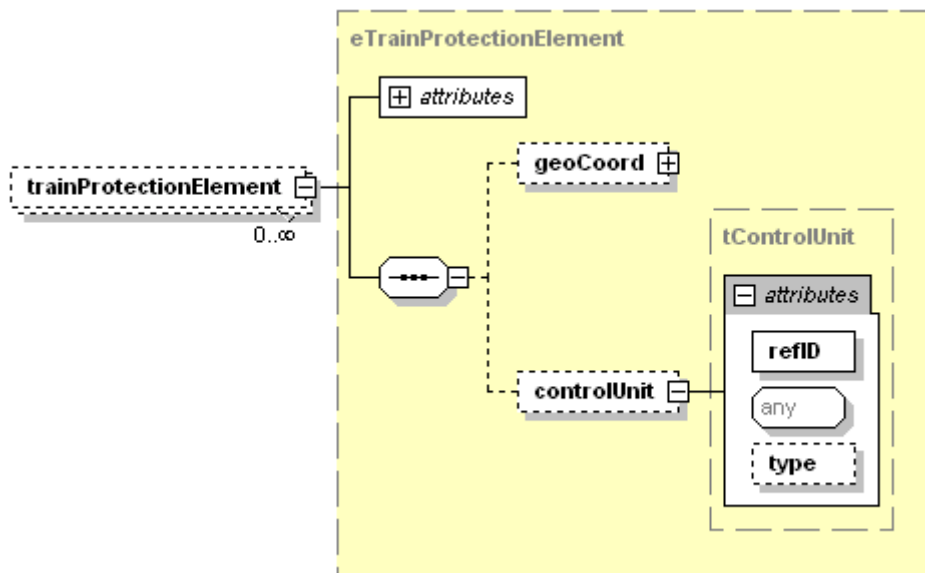 eTrainProtectionElement
attributes
geoCoord
trainProtectionElement
0..∞
tControlUnit
attributes
refID
controlUnit
any
type